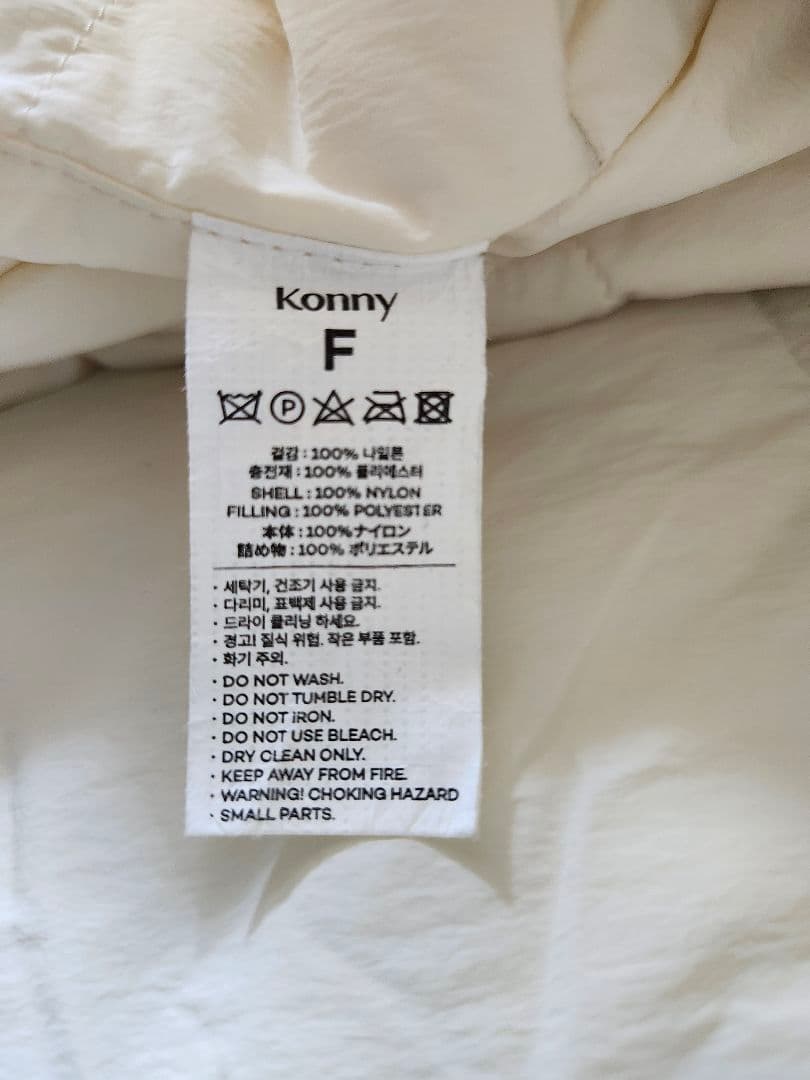 Konny
F
P
겉감 : 100% 나일론
충전재 : 100% 폴리에스터
SHELL : 100% NYLON
FILLING : 100% POLYESTER
本体 : 100%ナイロン
詰め物 : 100% ポリエステル
· 세탁기, 건조기 사용 금지.
· 다리미, 표백제 사용 금지.
· 드라이 클리닝 하세요.
· 경고! 질식 위험. 작은 부품 포함.
· 화기 주의.
· DO NOT WASH.
· DO NOT TUMBLE DRY.
· DO NOT IRON.
· DO NOT USE BLEACH.
· DRY CLEAN ONLY.
· KEEP AWAY FROM FIRE.
· WARNING! CHOKING HAZARD
· SMALL PARTS.